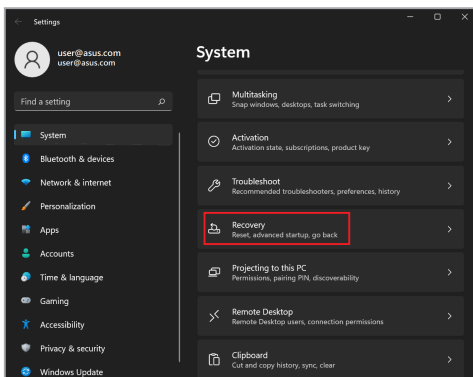 Settings
user@asus.com
user@asus.com
Find a setting
System
Bluetooth & devices
Network & internet
Personalization
Apps
Accounts
Time & language
Gaming
Accessibility
Privacy & security
Windows Update
System
Multitasking
Snap windows, desktops, task switching
Activation
Activation state, subscriptions, product key
Troubleshoot
Recommended troubleshooters, preferences, history
Recovery
Reset, advanced startup, go back
Projecting to this PC
Permissions, pairing PIN, discoverability
Remote Desktop
Remote Desktop users, connection permissions
Clipboard
Cut and copy history, sync, clear